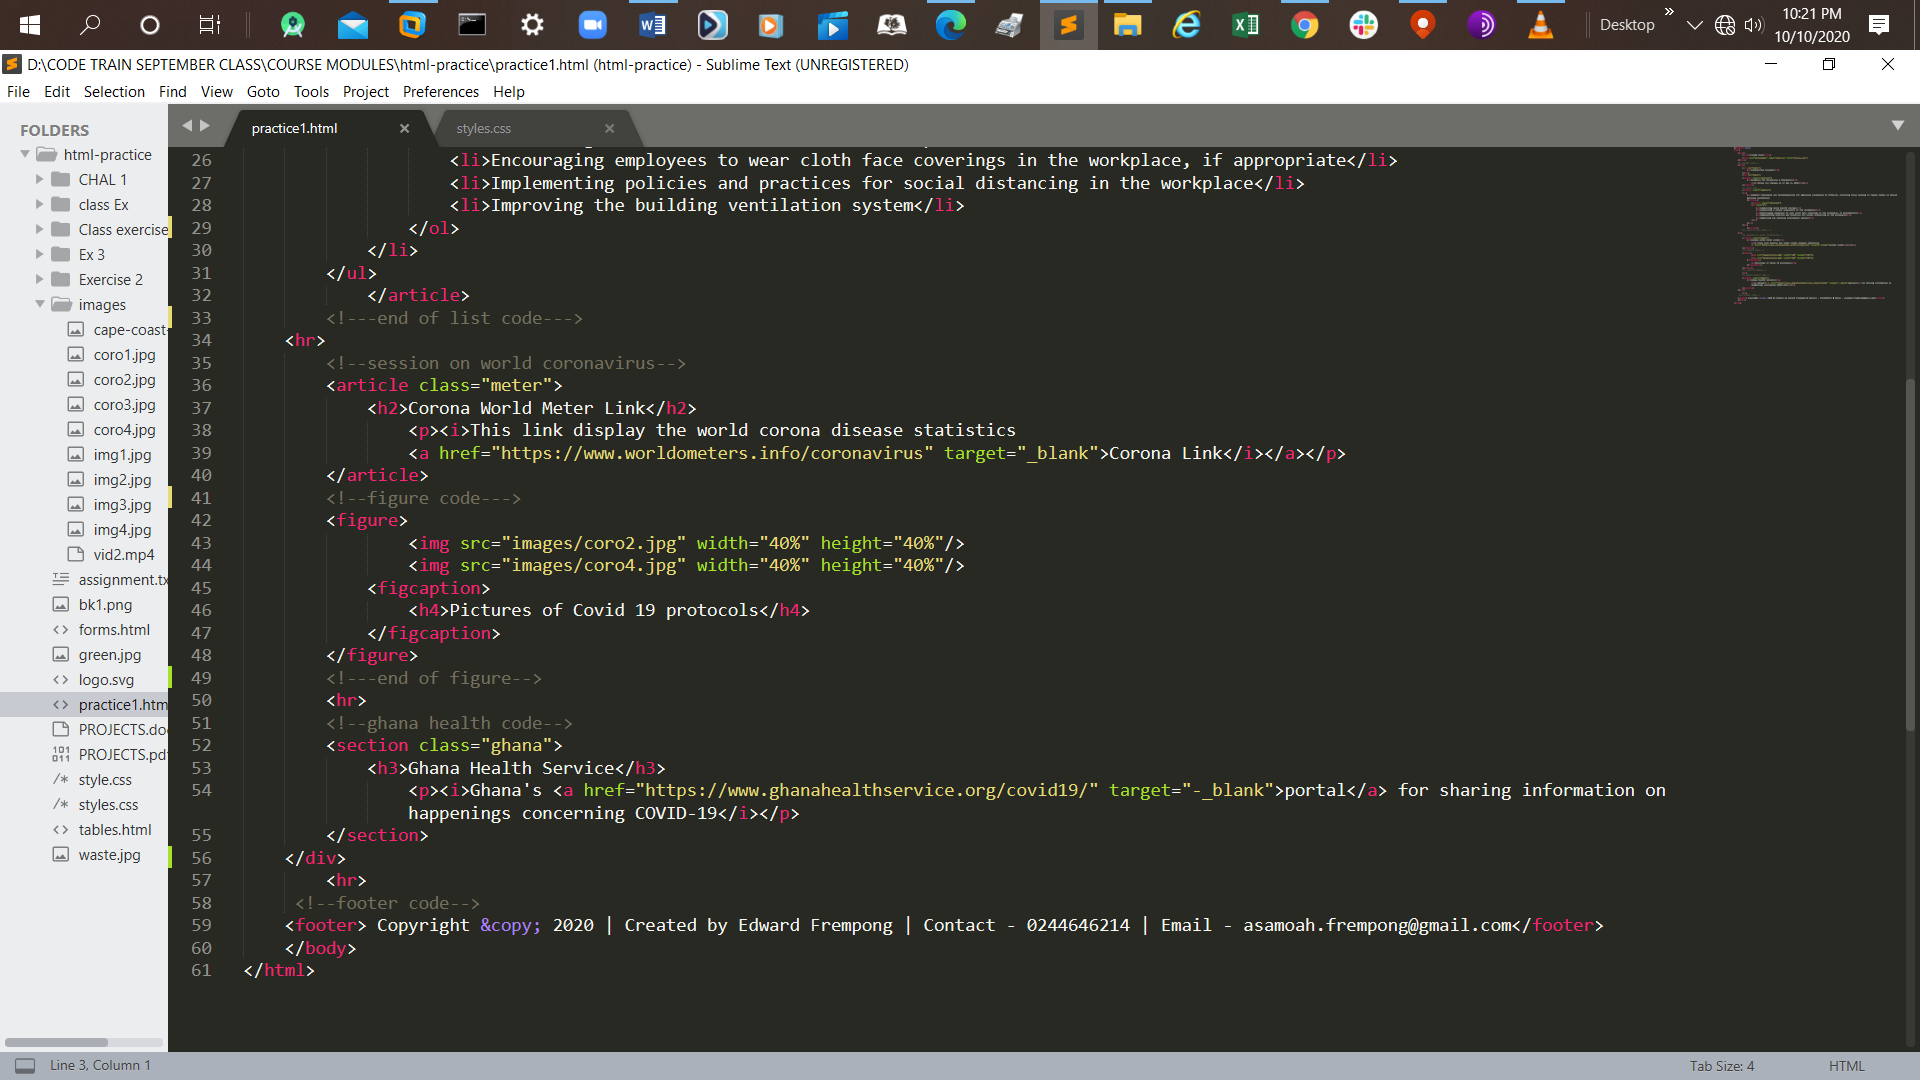 Desktop
»
10:21 PM
10/10/2020
D:\CODE TRAIN SEPTEMBER CLASS\COURSE MODULES\html-practice\practice1.html (html-practice) - Sublime Text (UNREGISTERED)
File Edit Selection Find View Goto Tools Project Preferences Help
FOLDERS
html-practice
CHAL 1
class Ex
Class exercise
Ex 3
Exercise 2
images
cape-coast-
coro1.jpg
coro2.jpg
coro3.jpg
coro4.jpg
img1.jpg
img2.jpg
img3.jpg
img4.jpg
vid2.mp4
assignment.tx
bk1.png
forms.html
green.jpg
logo.svg
practice1.htm
PROJECTS.do
PROJECTS.pd
style.css
styles.css
tables.html
waste.jpg
practice1.html × styles.css ×
26 <li>Encouraging employees to wear cloth face coverings in the workplace, if appropriate</li>
27 <li>Implementing policies and practices for social distancing in the workplace</li>
28 <li>Improving the building ventilation system</li>
29 </ol>
30 </li>
31 </ul>
32 </article>
33 <!---end of list code--->
34 <hr>
35 <!--session on world coronavirus-->
36 <article class="meter">
37 <h2>Corona World Meter Link</h2>
38 <p><i>This link display the world corona disease statistics
39 <a href="https://www.worldometers.info/coronavirus" target="_blank">Corona Link</i></a></p>
40 </article>
41 <!--figure code--->
42 <figure>
43 <img src="images/coro2.jpg" width="40%" height="40%"/>
44 <img src="images/coro4.jpg" width="40%" height="40%"/>
45 <figcaption>
46 <h4>Pictures of Covid 19 protocols</h4>
47 </figcaption>
48 </figure>
49 <!---end of figure-->
50 <hr>
51 <!--ghana health code-->
52 <section class="ghana">
53 <h3>Ghana Health Service</h3>
54 <p><i>Ghana's <a href="https://www.ghanahealthservice.org/covid19/" target="-_blank">portal</a> for sharing information on
happenings concerning COVID-19</i></p>
55 </section>
56 </div>
57 <hr>
58 <!--footer code-->
59 <footer> Copyright &copy; 2020 | Created by Edward Frempong | Contact - 0244646214 | Email - asamoah.frempong@gmail.com</footer>
60 </body>
61 </html>
Line 3, Column 1
Tab Size: 4
HTML